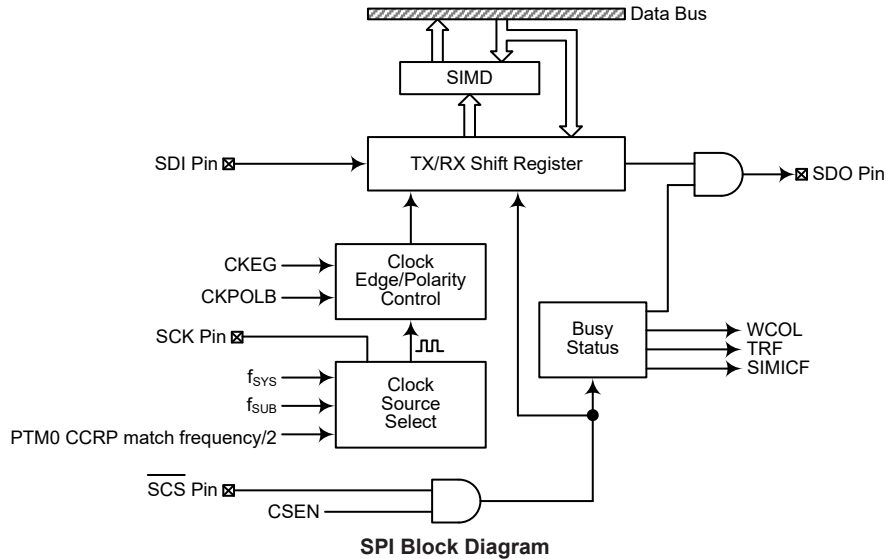 Data Bus
SIMD
SDI Pin
TX/RX Shift Register
SDO Pin
CKEG
CKPOLB
Clock
Edge/Polarity
Control
SCK Pin
Busy
Status
WCOL
TRF
SIMICF
fSYS
fSUB
PTM0 CCRP match frequency/2
Clock
Source
Select
SCS Pin
CSEN
SPI Block Diagram